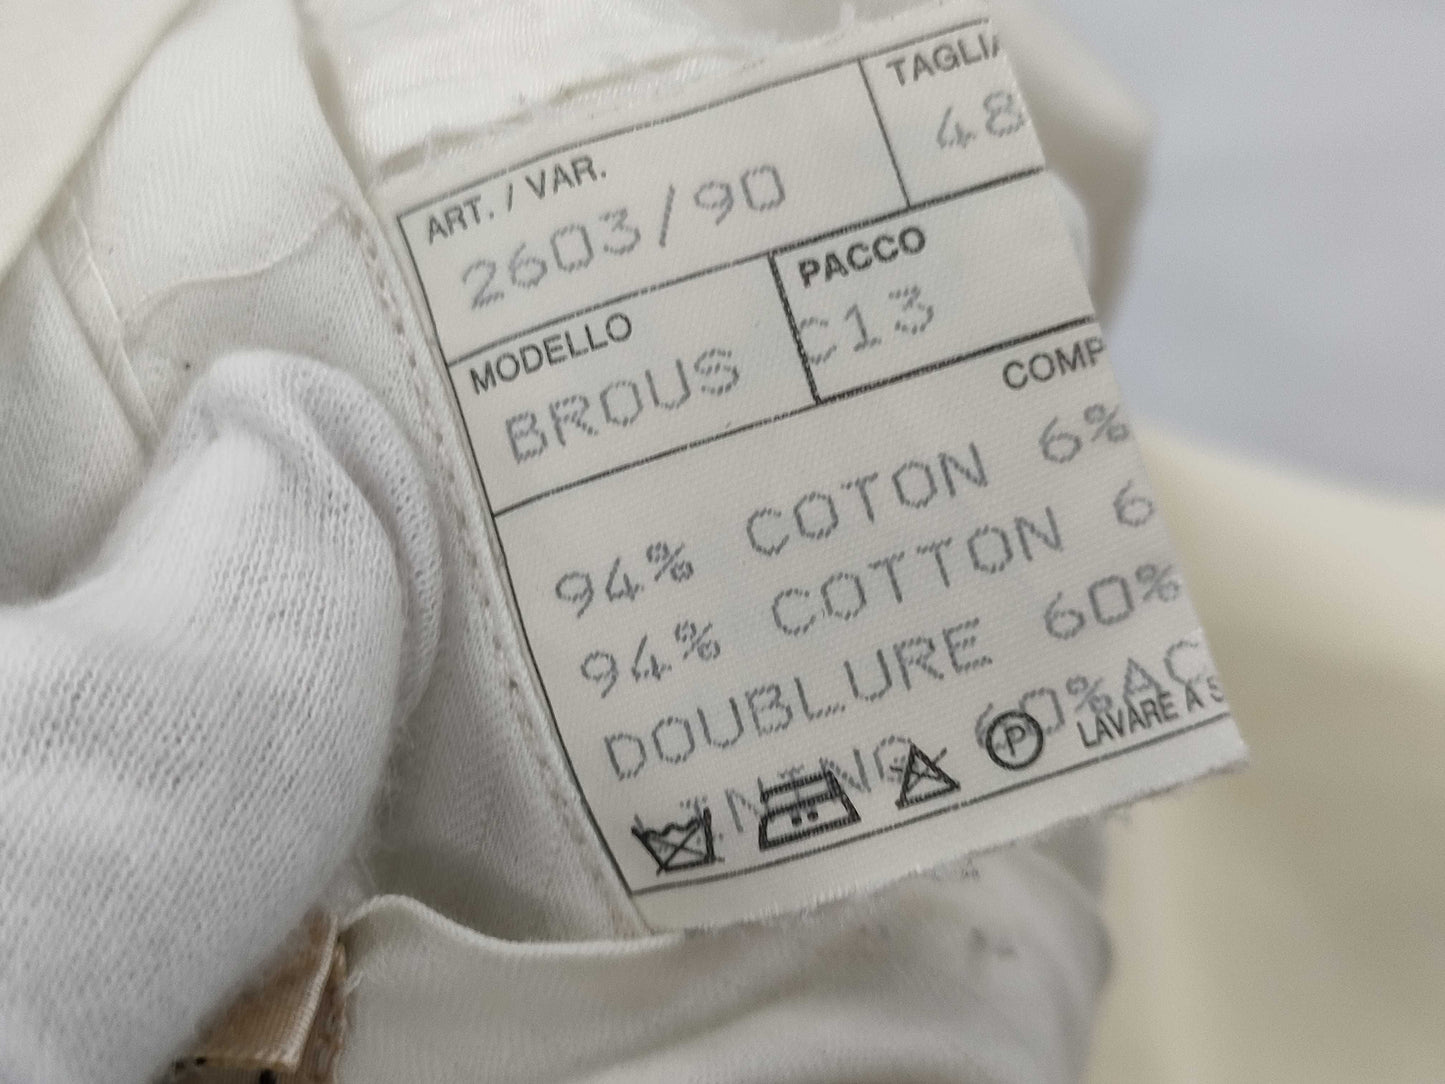 ART. / VAR. TAGLIA
2603/90 48
MODELLO PACCO
BROUS C13
COMP
94% COTON 6%
94% COTTON 6
DOUBLURE 60%
LINING 60%AC
P LAVARE A S